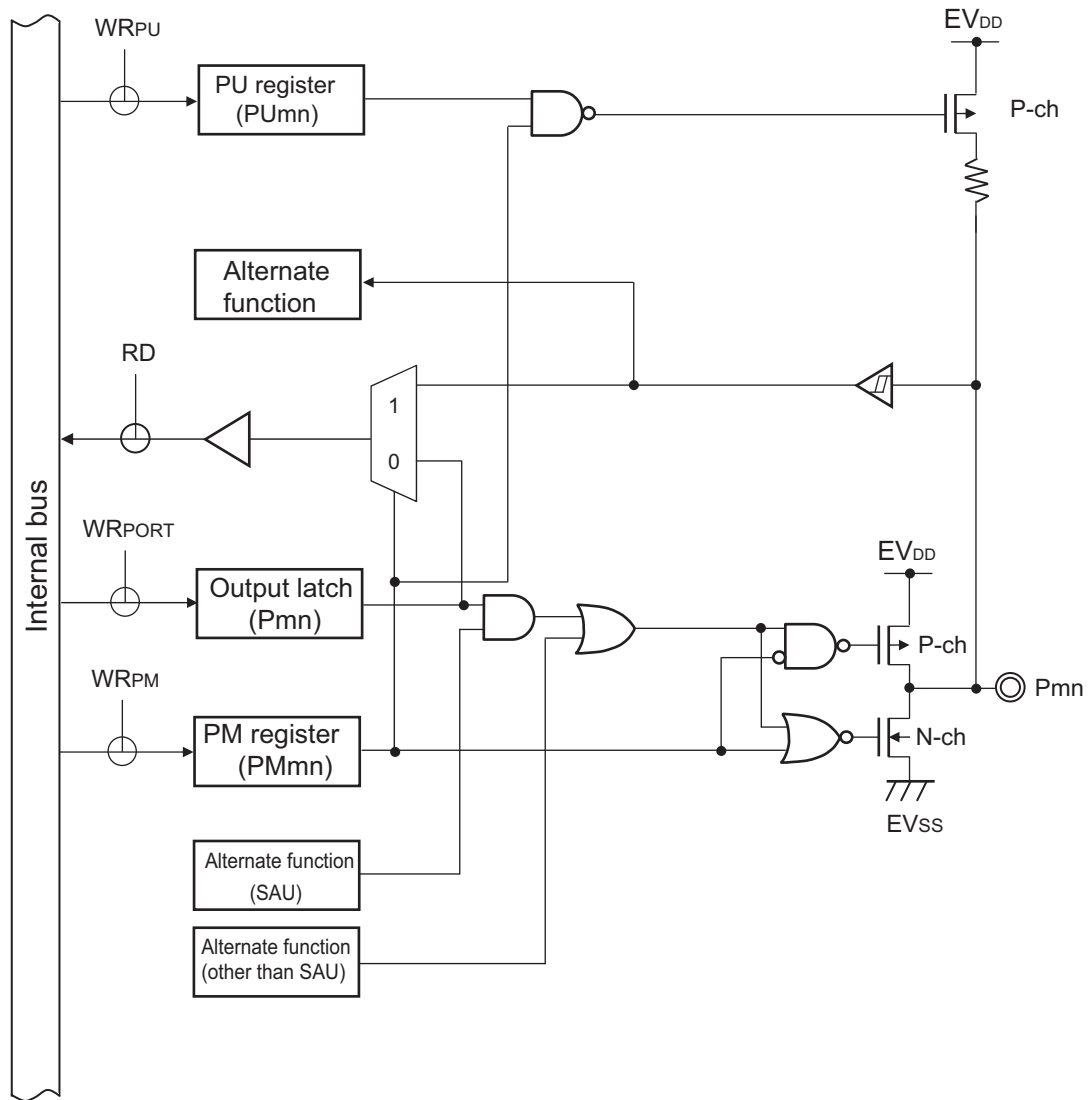 WRPU
EVDD
PU register
(PUmn)
P-ch
Alternate
function
RD
1
0
Internal bus
WRPORT
Output latch
(Pmn)
EVDD
P-ch
Pmn
WRPM
PM register
(PMmn)
N-ch
EVSS
Alternate function
(SAU)
Alternate function
(other than SAU)